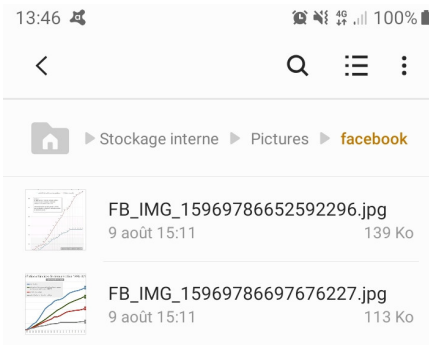 13:46 4G 100%
Stockage interne Pictures facebook
FB_IMG_15969786652592296.jpg
9 août 15:11 139 Ko
FB_IMG_15969786697676227.jpg
9 août 15:11 113 Ko